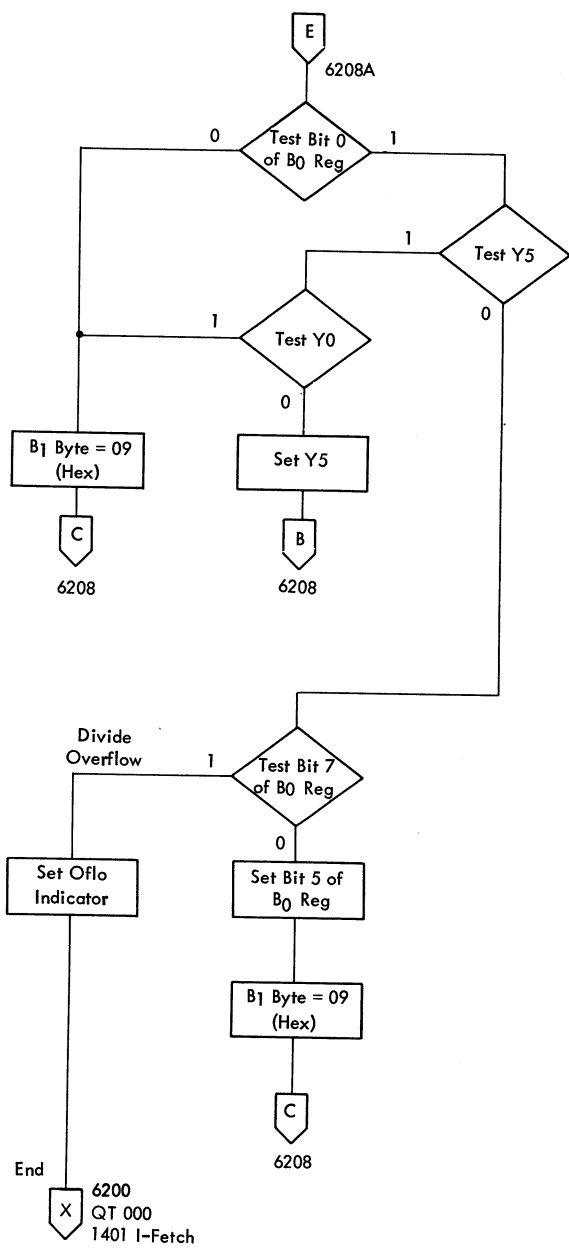 E
6208A
0
Test Bit 0
of B0 Reg
1
1
Test Y5
0
1
Test Y0
0
B1 Byte = 09
(Hex)
Set Y5
C
6208
B
6208
Divide
Overflow
1
Test Bit 7
of B0 Reg
0
Set Oflo
Indicator
Set Bit 5 of
B0 Reg
B1 Byte = 09
(Hex)
C
6208
End
X
6200
QT 000
1401 I-Fetch